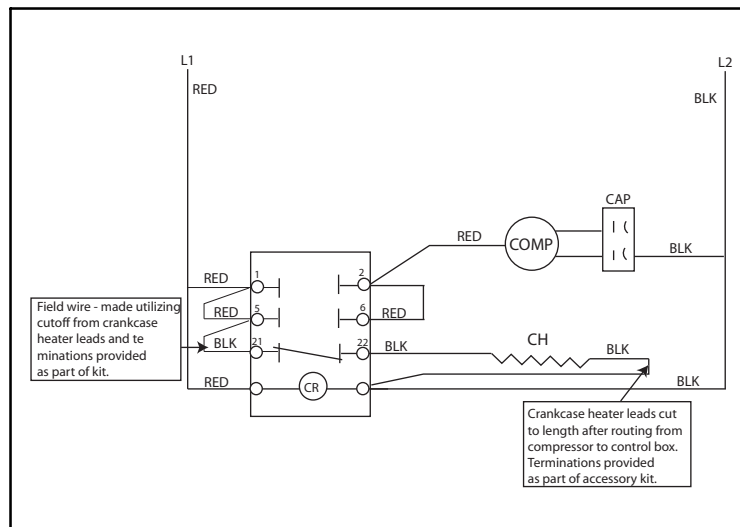 L1
L2
RED
BLK
CAP
RED
COMP
BLK
RED
1
2
RED
5
6
RED
BLK
21
22
BLK
CH
BLK
RED
CR
BLK
Field wire - made utilizing
cutoff from crankcase
heater leads and te
minations provided
as part of kit.
Crankcase heater leads cut
to length after routing from
compressor to control box.
Terminations provided
as part of accessory kit.